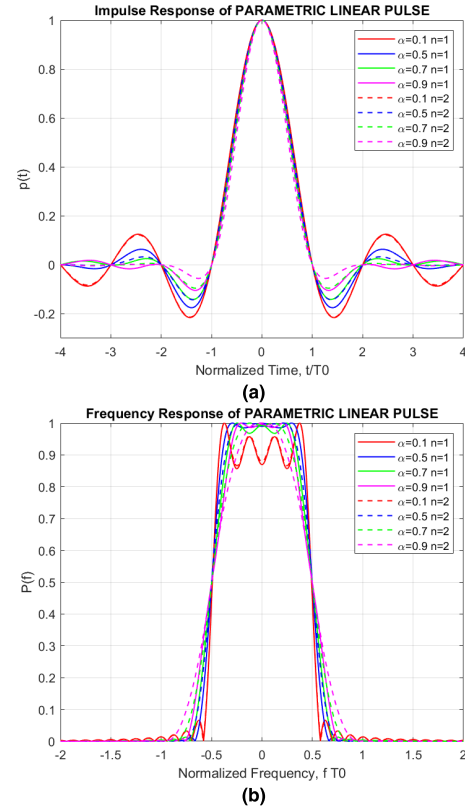 Impulse Response of PARAMETRIC LINEAR PULSE
1
0.8
0.6
0.4
0.2
0
-0.2
p(t)
α=0.1 n=1
α=0.5 n=1
α=0.7 n=1
α=0.9 n=1
α=0.1 n=2
α=0.5 n=2
α=0.7 n=2
α=0.9 n=2
-4 -3 -2 -1 0 1 2 3 4
Normalized Time, t/T0
(a)
Frequency Response of PARAMETRIC LINEAR PULSE
1
0.9
0.8
0.7
0.6
0.5
0.4
0.3
0.2
0.1
0
P(f)
α=0.1 n=1
α=0.5 n=1
α=0.7 n=1
α=0.9 n=1
α=0.1 n=2
α=0.5 n=2
α=0.7 n=2
α=0.9 n=2
-2 -1.5 -1 -0.5 0 0.5 1 1.5 2
Normalized Frequency, f T0
(b)